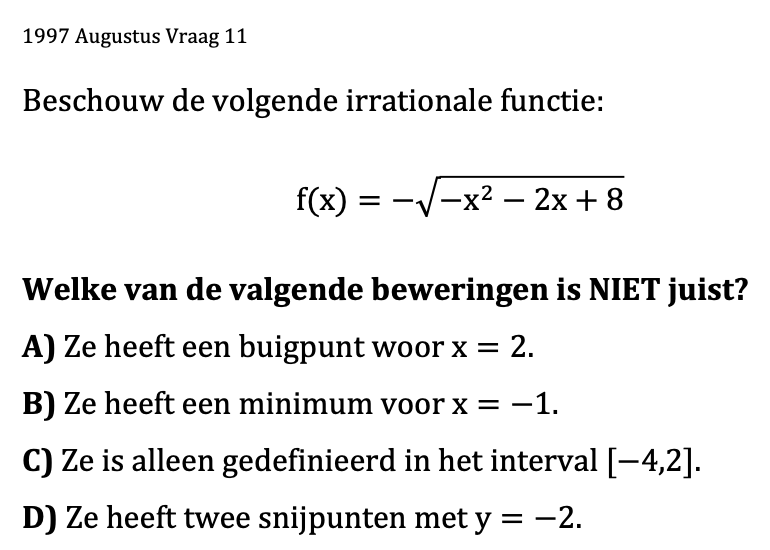 1997 Augustus Vraag 11
Beschouw de volgende irrationale functie:
f(x) = −√−x² − 2x + 8
Welke van de valgende beweringen is NIET juist?
A) Ze heeft een buigpunt woor x = 2.
B) Ze heeft een minimum voor x = −1.
C) Ze is alleen gedefinieerd in het interval [−4,2].
D) Ze heeft twee snijpunten met y = −2.